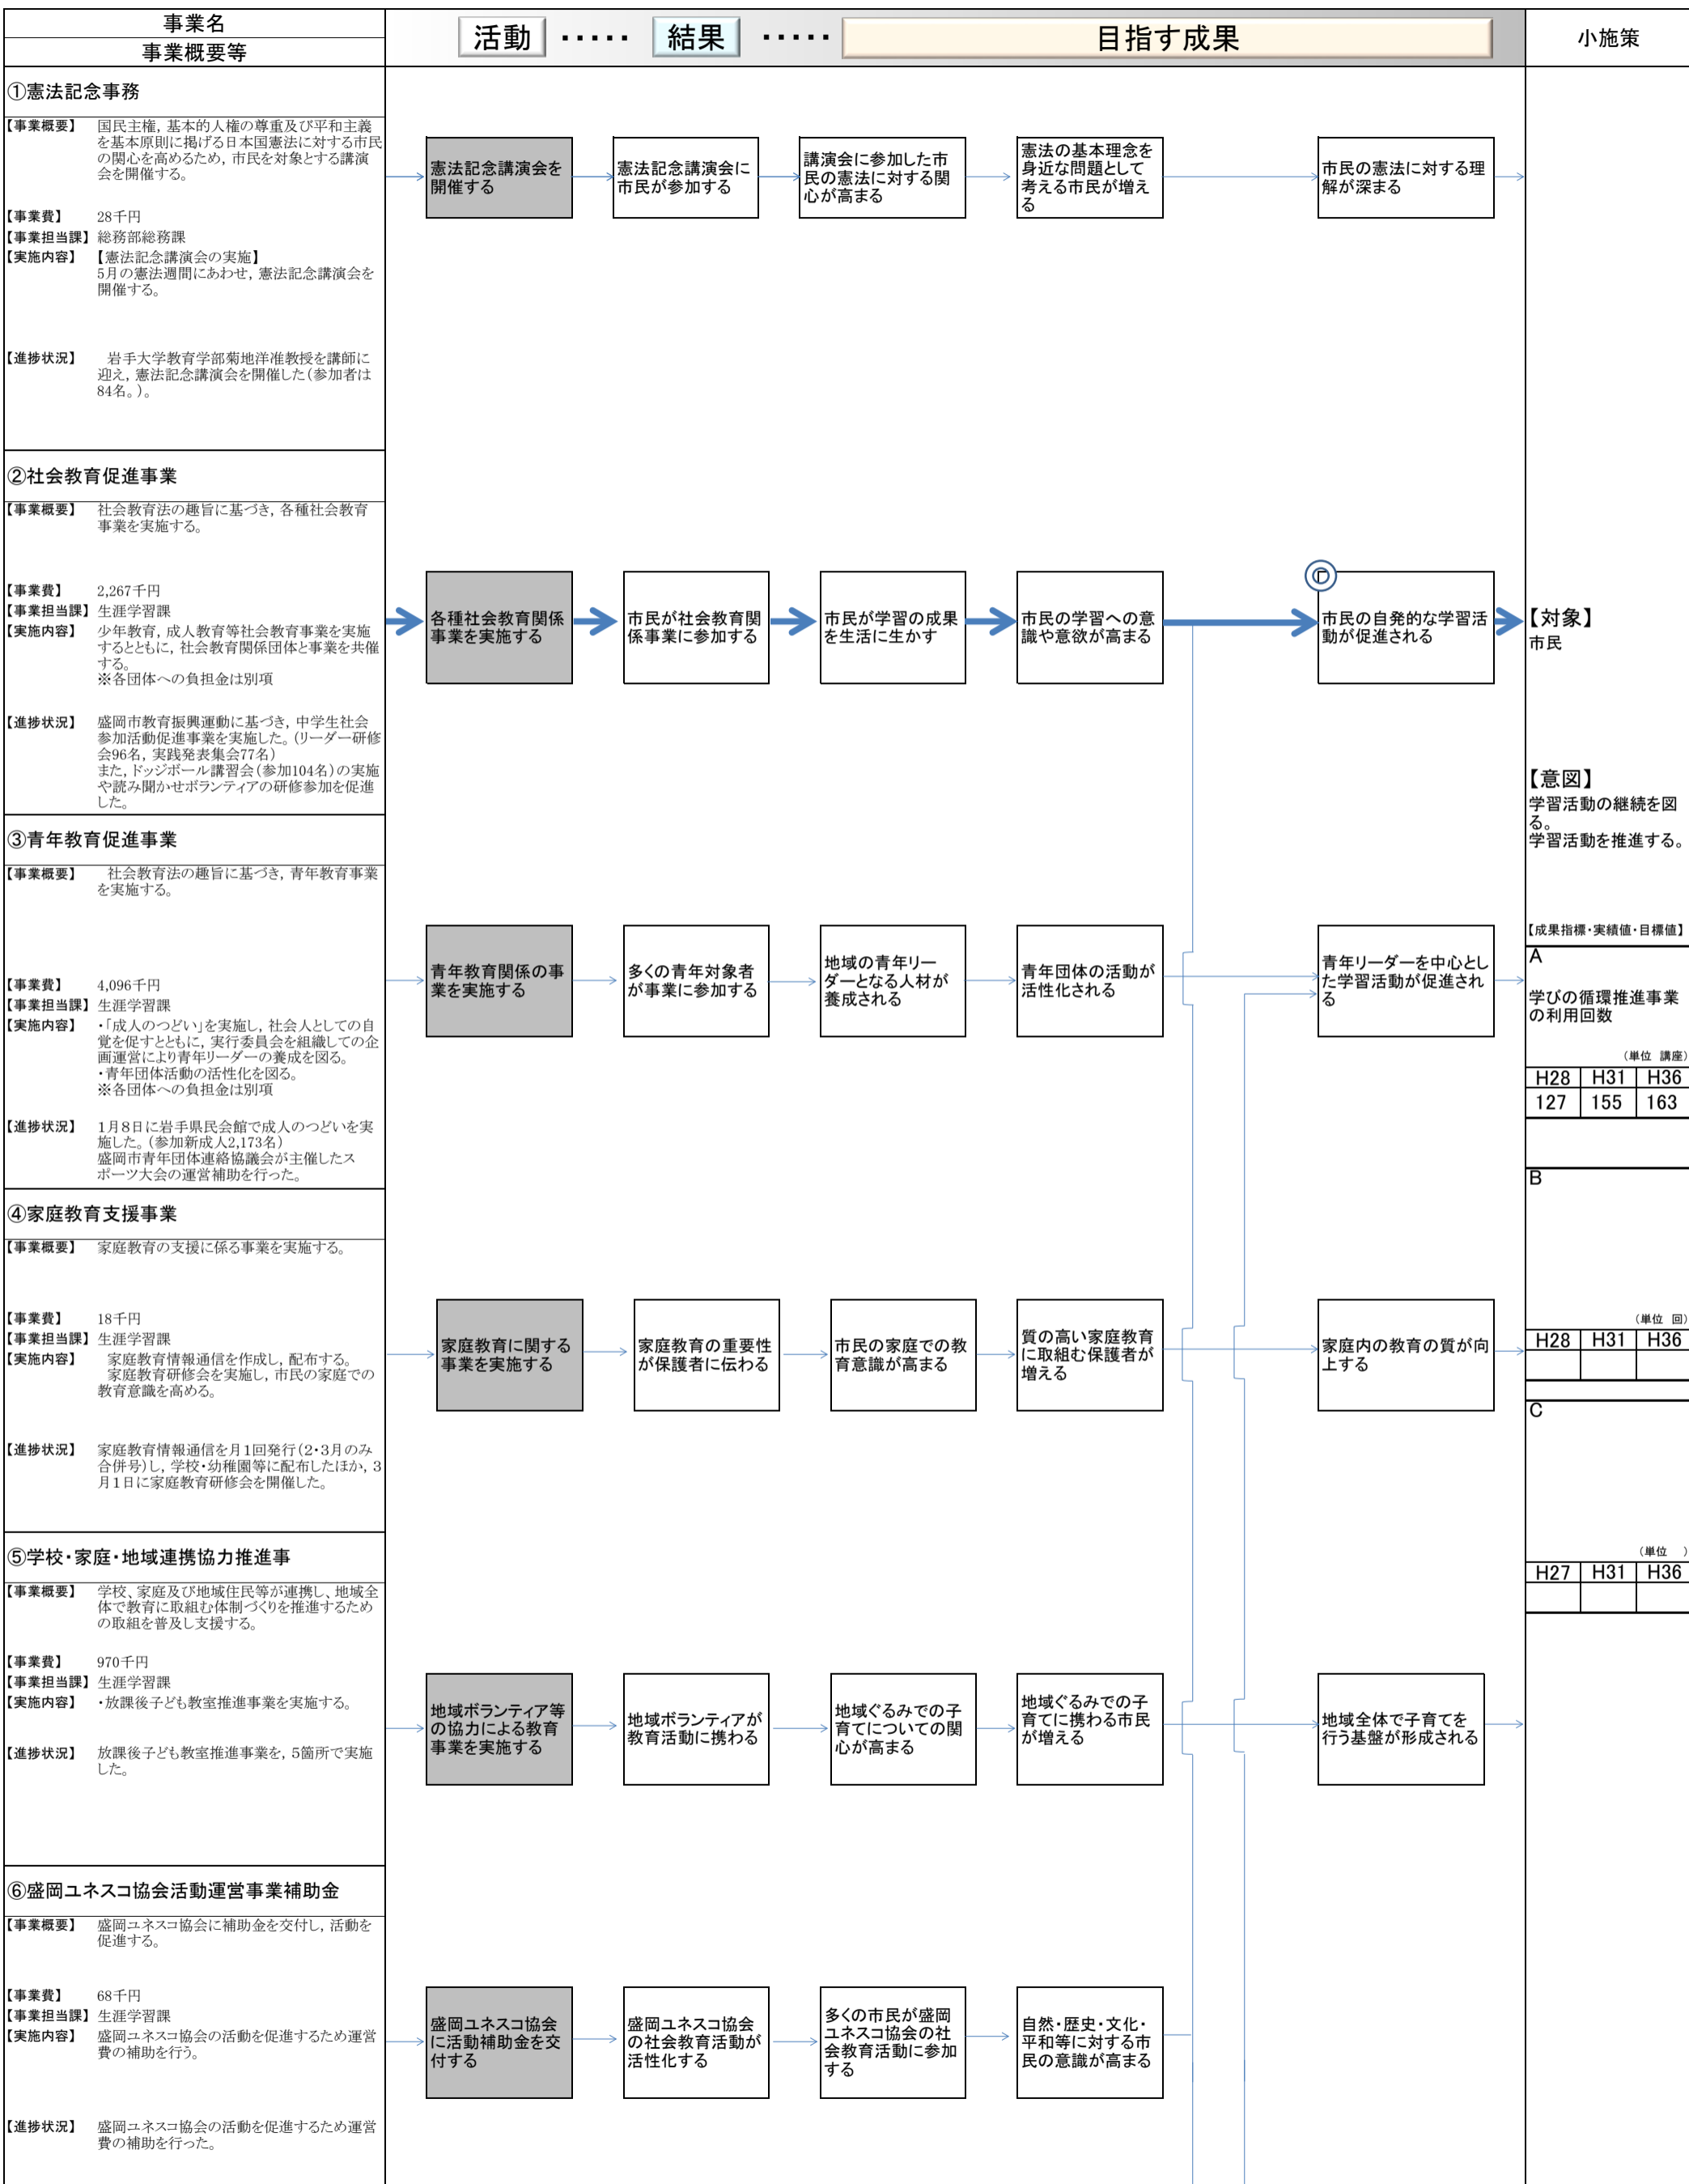 事業名
事業概要等
活動 ・・・・・ 結果 ・・・・・ 目指す成果
小施策
①憲法記念事務
【事業概要】 国民主権，基本的人権の尊重及び平和主義
を基本原則に掲げる日本国憲法に対する市民
の関心を高めるため，市民を対象とする講演
会を開催する。
【事業費】 28千円
【事業担当課】 総務部総務課
【実施内容】 【憲法記念講演会の実施】
5月の憲法週間にあわせ，憲法記念講演会を
開催する。
【進捗状況】 岩手大学教育学部菊地洋准教授を講師に
迎え，憲法記念講演会を開催した（参加者は
84名。）。
憲法記念講演会を
開催する
憲法記念講演会に
市民が参加する
講演会に参加した市
民の憲法に対する関
心が高まる
憲法の基本理念を
身近な問題として
考える市民が増え
る
市民の憲法に対する理
解が深まる
②社会教育促進事業
【事業概要】 社会教育法の趣旨に基づき，各種社会教育
事業を実施する。
【事業費】 2,267千円
【事業担当課】 生涯学習課
【実施内容】 少年教育，成人教育等社会教育事業を実施
するとともに，社会教育関係団体と事業を共催
する。
※各団体への負担金は別項
【進捗状況】 盛岡市教育振興運動に基づき，中学生社会
参加活動促進事業を実施した。（リーダー研修
会96名，実践発表集会77名）
また，ドッジボール講習会（参加104名）の実施
や読み聞かせボランティアの研修参加を促進
した。
各種社会教育関係
事業を実施する
市民が社会教育関
係事業に参加する
市民が学習の成果
を生活に生かす
市民の学習への意
識や意欲が高まる
◎
市民の自発的な学習活
動が促進される
③青年教育促進事業
【事業概要】 社会教育法の趣旨に基づき，青年教育事業
を実施する。
【事業費】 4,096千円
【事業担当課】 生涯学習課
【実施内容】 ・「成人のつどい」を実施し，社会人としての自
覚を促すとともに，実行委員会を組織しての企
画運営により青年リーダーの養成を図る。
・青年団体活動の活性化を図る。
※各団体への負担金は別項
【進捗状況】 1月8日に岩手県民会館で成人のつどいを実
施した。（参加新成人2,173名）
盛岡市青年団体連絡協議会が主催したス
ポーツ大会の運営補助を行った。
青年教育関係の事
業を実施する
多くの青年対象者
が事業に参加する
地域の青年リー
ダーとなる人材が
養成される
青年団体の活動が
活性化される
青年リーダーを中心とし
た学習活動が促進され
る
④家庭教育支援事業
【事業概要】 家庭教育の支援に係る事業を実施する。
【事業費】 18千円
【事業担当課】 生涯学習課
【実施内容】 家庭教育情報通信を作成し，配布する。
家庭教育研修会を実施し，市民の家庭での
教育意識を高める。
【進捗状況】 家庭教育情報通信を月1回発行（2・3月のみ
合併号）し，学校・幼稚園等に配布したほか，3
月1日に家庭教育研修会を開催した。
家庭教育に関する
事業を実施する
家庭教育の重要性
が保護者に伝わる
市民の家庭での教
育意識が高まる
質の高い家庭教育
に取組む保護者が
増える
家庭内の教育の質が向
上する
⑤学校・家庭・地域連携協力推進事
【事業概要】 学校、家庭及び地域住民等が連携し、地域全
体で教育に取組む体制づくりを推進するため
の取組を普及し支援する。
【事業費】 970千円
【事業担当課】 生涯学習課
【実施内容】 ・放課後子ども教室推進事業を実施する。
【進捗状況】 放課後子ども教室推進事業を，5箇所で実施
した。
地域ボランティア等
の協力による教育
事業を実施する
地域ボランティアが
教育活動に携わる
地域ぐるみでの子
育てについての関
心が高まる
地域ぐるみでの子
育てに携わる市民
が増える
地域全体で子育てを
行う基盤が形成される
⑥盛岡ユネスコ協会活動運営事業補助金
【事業概要】 盛岡ユネスコ協会に補助金を交付し，活動を
促進する。
【事業費】 68千円
【事業担当課】 生涯学習課
【実施内容】 盛岡ユネスコ協会の活動を促進するため運営
費の補助を行う。
【進捗状況】 盛岡ユネスコ協会の活動を促進するため運営
費の補助を行った。
盛岡ユネスコ協会
に活動補助金を交
付する
盛岡ユネスコ協会
の社会教育活動が
活性化する
多くの市民が盛岡
ユネスコ協会の社
会教育活動に参加
する
自然・歴史・文化・
平和等に対する市
民の意識が高まる
【対象】
市民
【意図】
学習活動の継続を図
る。
学習活動を推進する。
【成果指標・実績値・目標値】
A
学びの循環推進事業
の利用回数
（単位 講座）
H28 H31 H36
127 155 163
B
（単位 回）
H28 H31 H36
C
（単位 ）
H27 H31 H36